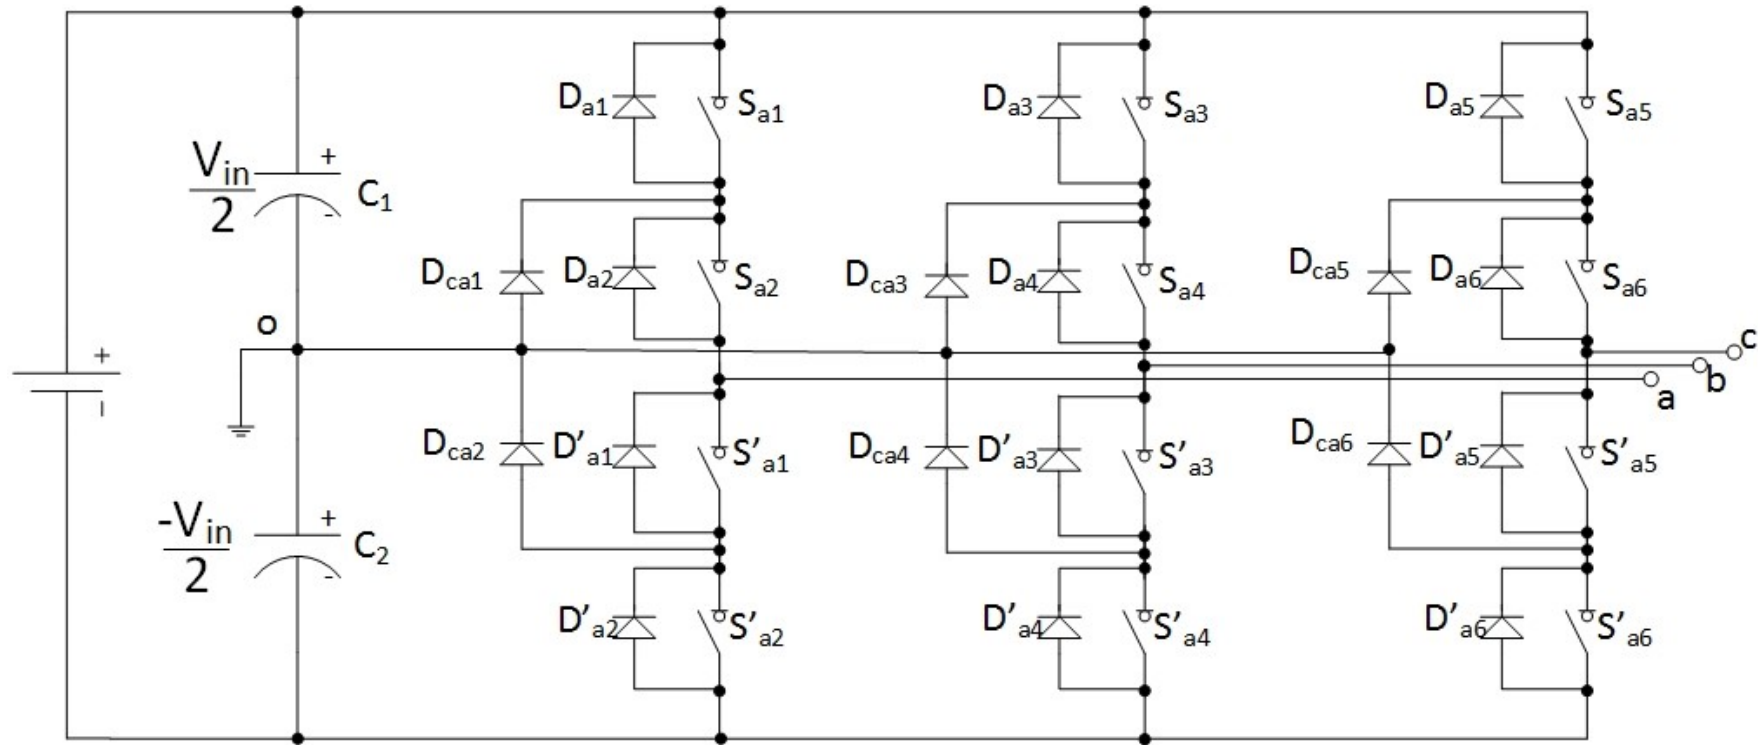 Da1 Sa1 Da3 Sa3 Da5 Sa5
Vin
2
+
C1
-
Dca1 Da2 Sa2 Dca3 Da4 Sa4 Dca5 Da6 Sa6
o
+
-
c
b
a
Dca2 D'a1 S'a1 Dca4 D'a3 S'a3 Dca6 D'a5 S'a5
-Vin
2
+
C2
-
D'a2 S'a2 D'a4 S'a4 D'a6 S'a6